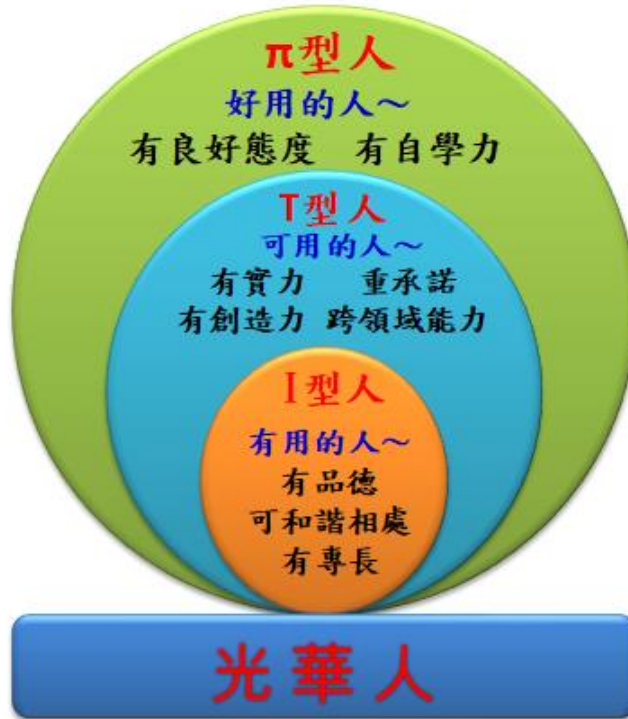 π型人
好用的人～
有良好態度 有自學力
T型人
可用的人～
有實力 重承諾
有創造力 跨領域能力
I型人
有用的人～
有品德
可和諧相處
有專長
光華人